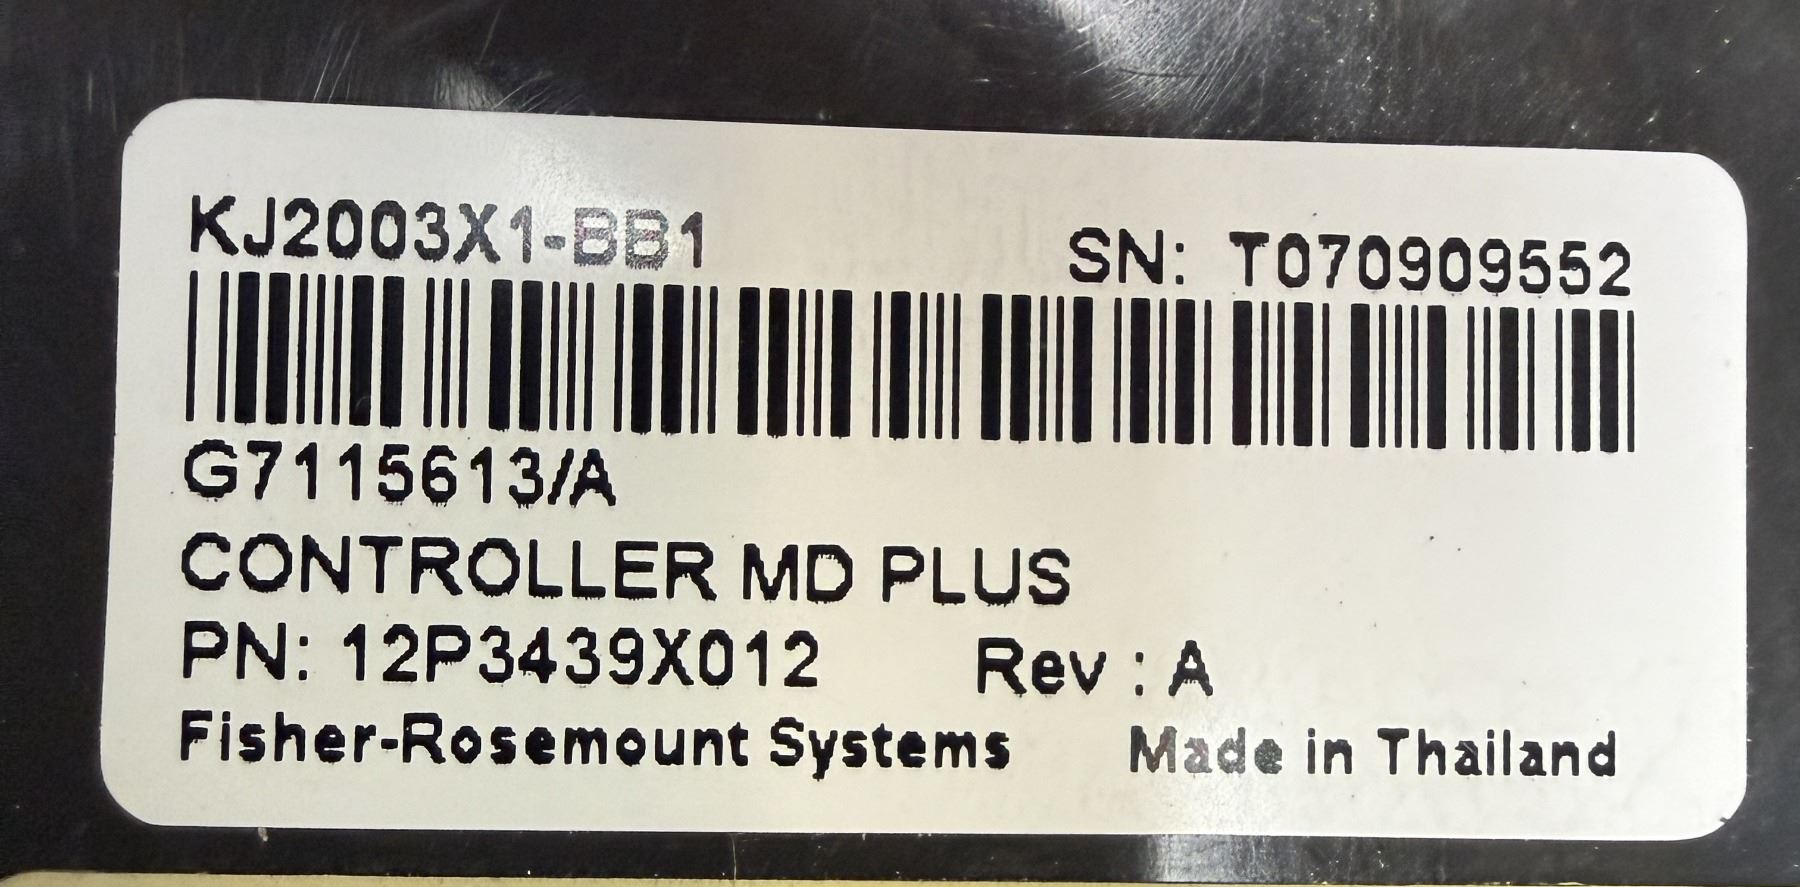 KJ2003X1-BB1 SN: T070909552
G7115613/A
CONTROLLER MD PLUS
PN: 12P3439X012 Rev : A
Fisher-Rosemount Systems Made in Thailand